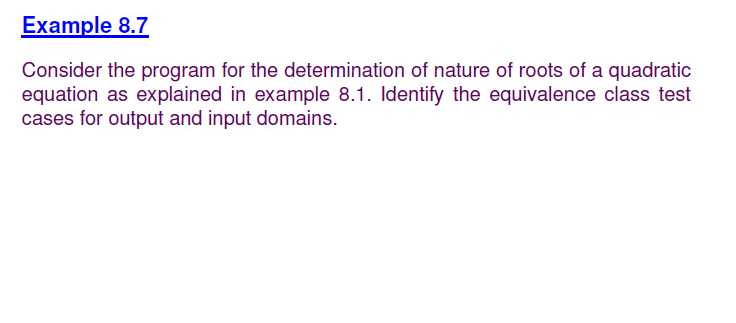 Example 8.7
Consider the program for the determination of nature of roots of a quadratic
equation as explained in example 8.1. Identify the equivalence class test
cases for output and input domains.